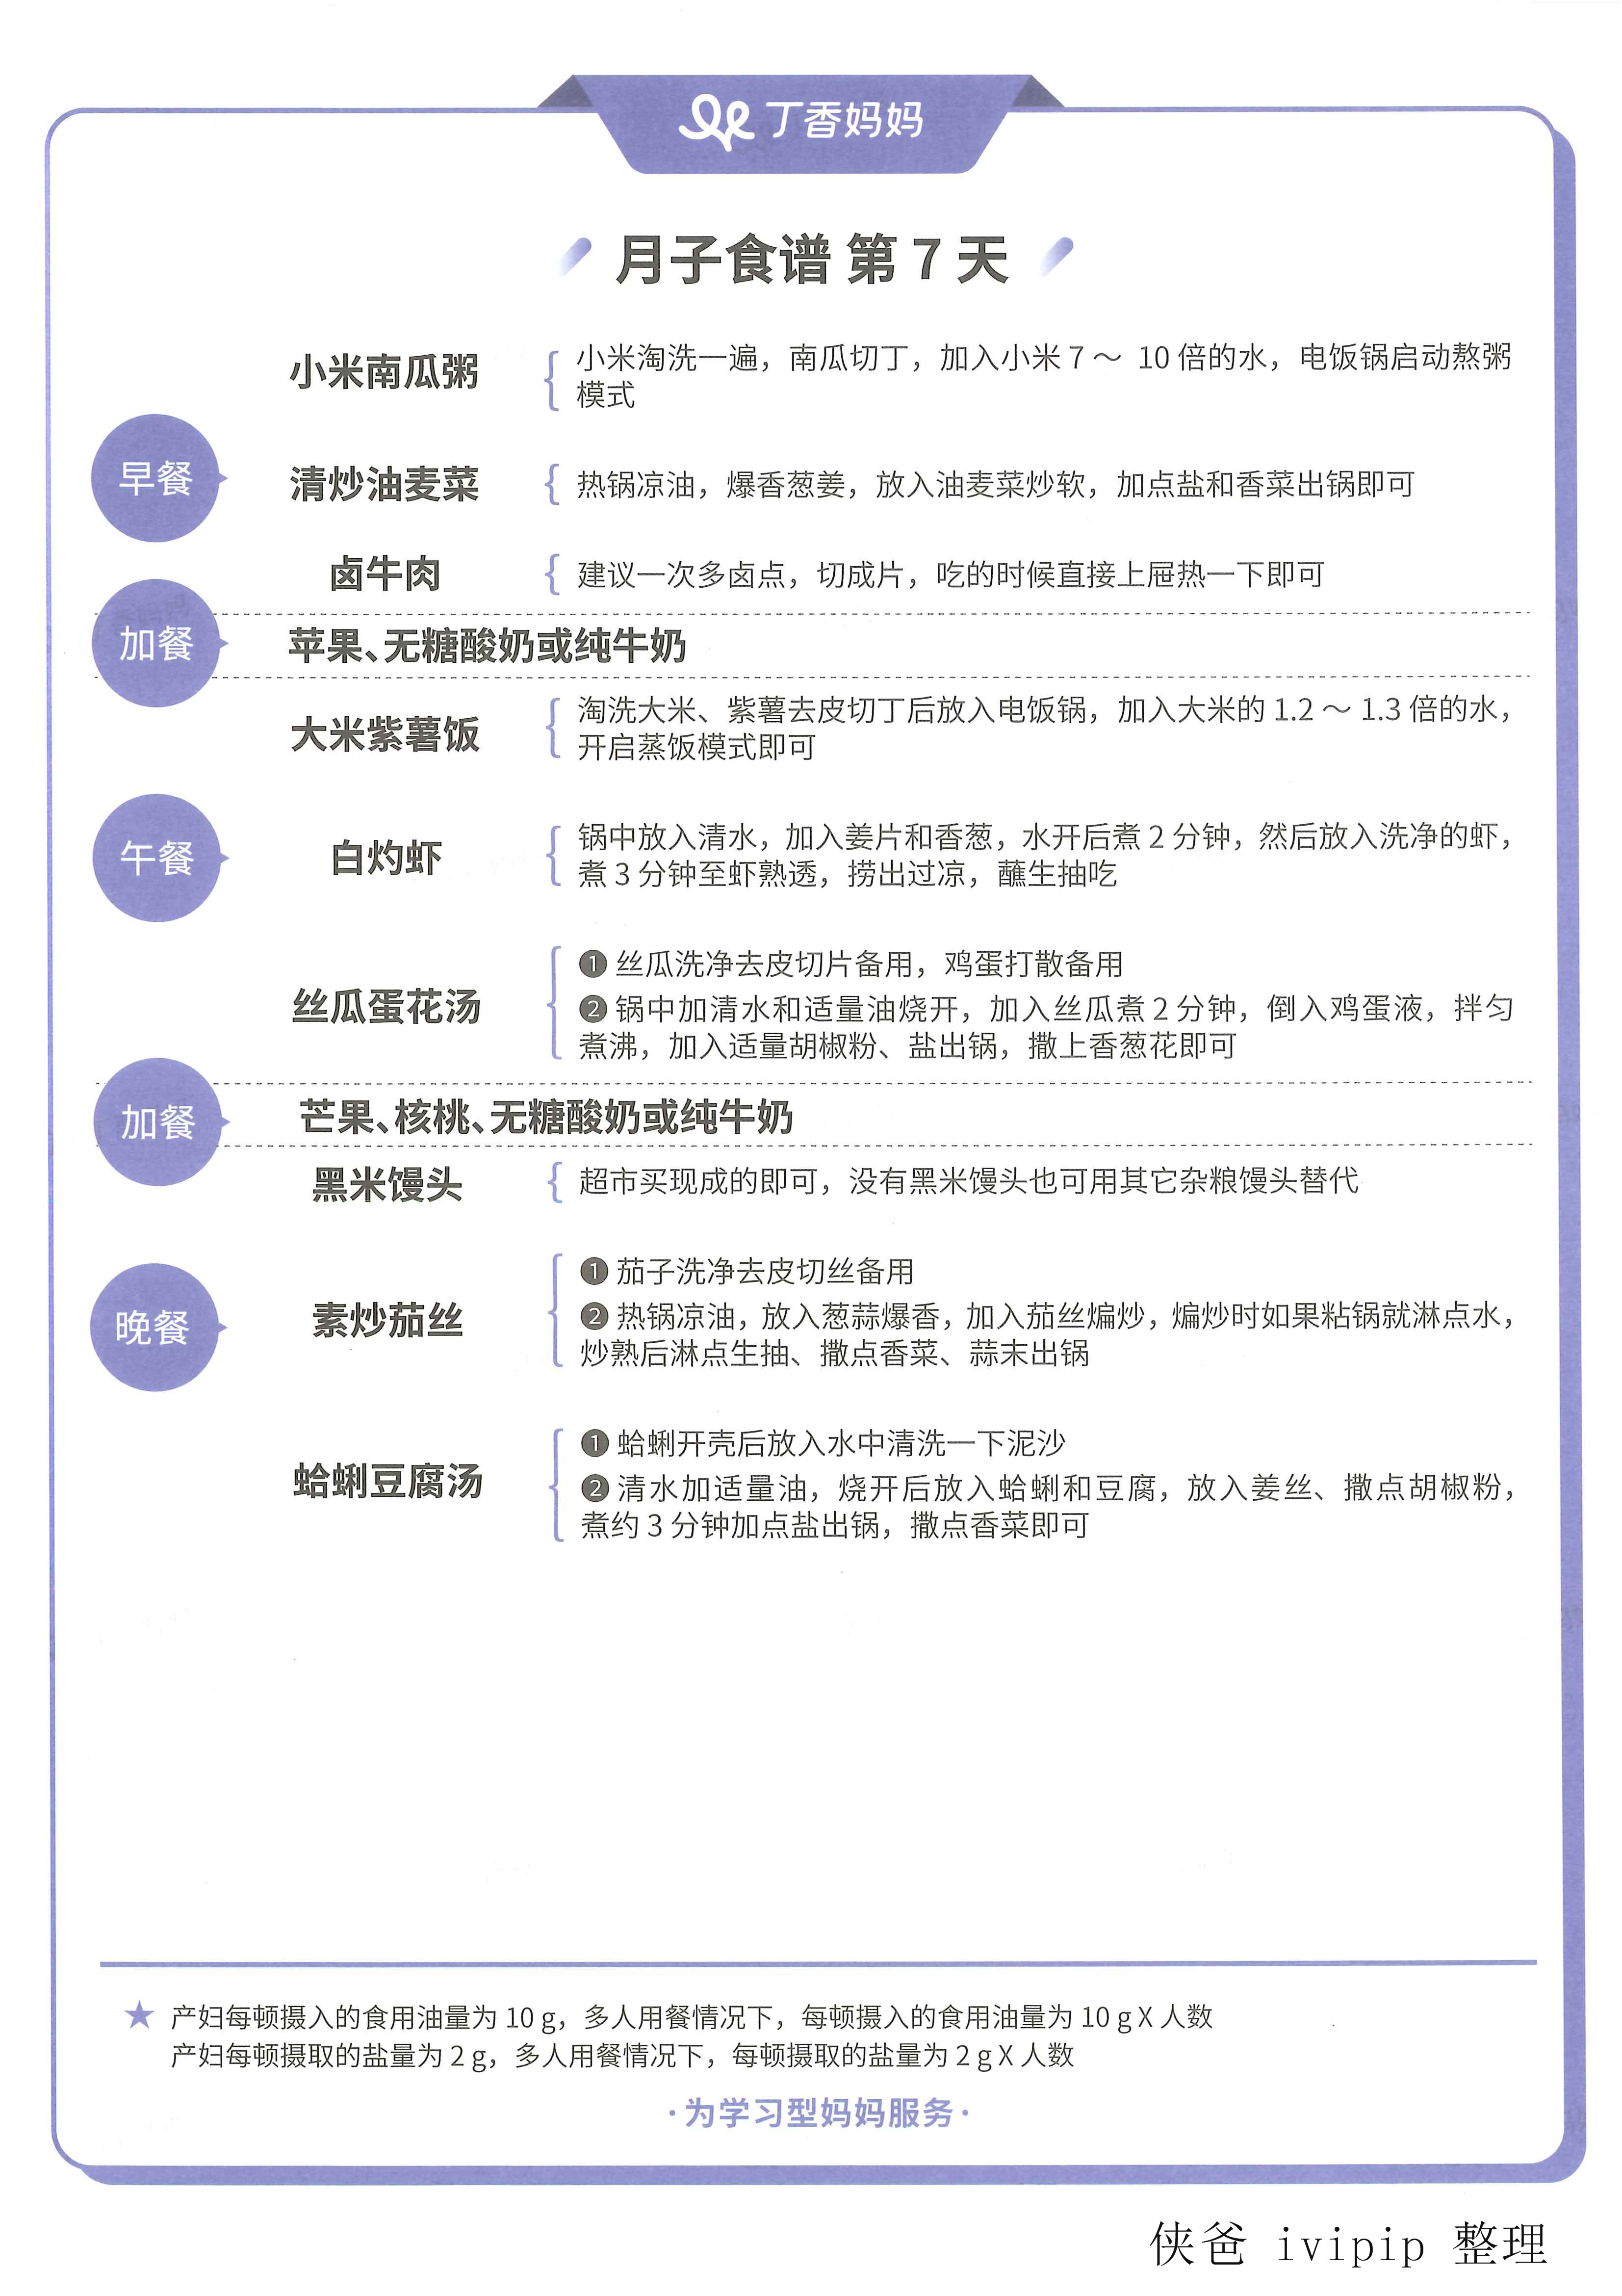 丁香妈妈
月子食谱 第 7 天
早餐
小米南瓜粥
小米淘洗一遍，南瓜切丁，加入小米 7 ～ 10 倍的水，电饭锅启动熬粥
模式
清炒油麦菜
热锅凉油，爆香葱姜，放入油麦菜炒软，加点盐和香菜出锅即可
卤牛肉
建议一次多卤点，切成片，吃的时候直接上屉热一下即可
加餐
苹果、无糖酸奶或纯牛奶
午餐
大米紫薯饭
淘洗大米、紫薯去皮切丁后放入电饭锅，加入大米的 1.2 ～ 1.3 倍的水，
开启蒸饭模式即可
白灼虾
锅中放入清水，加入姜片和香葱，水开后煮 2 分钟，然后放入洗净的虾，
煮 3 分钟至虾熟透，捞出过凉，蘸生抽吃
丝瓜蛋花汤
❶ 丝瓜洗净去皮切片备用，鸡蛋打散备用
❷ 锅中加清水和适量油烧开，加入丝瓜煮 2 分钟，倒入鸡蛋液，拌匀
煮沸，加入适量胡椒粉、盐出锅，撒上香葱花即可
加餐
芒果、核桃、无糖酸奶或纯牛奶
晚餐
黑米馒头
超市买现成的即可，没有黑米馒头也可用其它杂粮馒头替代
素炒茄丝
❶ 茄子洗净去皮切丝备用
❷ 热锅凉油，放入葱蒜爆香，加入茄丝煸炒，煸炒时如果粘锅就淋点水，
炒熟后淋点生抽、撒点香菜、蒜末出锅
蛤蜊豆腐汤
❶ 蛤蜊开壳后放入水中清洗一下泥沙
❷ 清水加适量油，烧开后放入蛤蜊和豆腐，放入姜丝、撒点胡椒粉，
煮约 3 分钟加点盐出锅，撒点香菜即可
★ 产妇每顿摄入的食用油量为 10 g，多人用餐情况下，每顿摄入的食用油量为 10 g X 人数
产妇每顿摄取的盐量为 2 g，多人用餐情况下，每顿摄取的盐量为 2 g X 人数
·为学习型妈妈服务·
侠爸 ivipip 整理